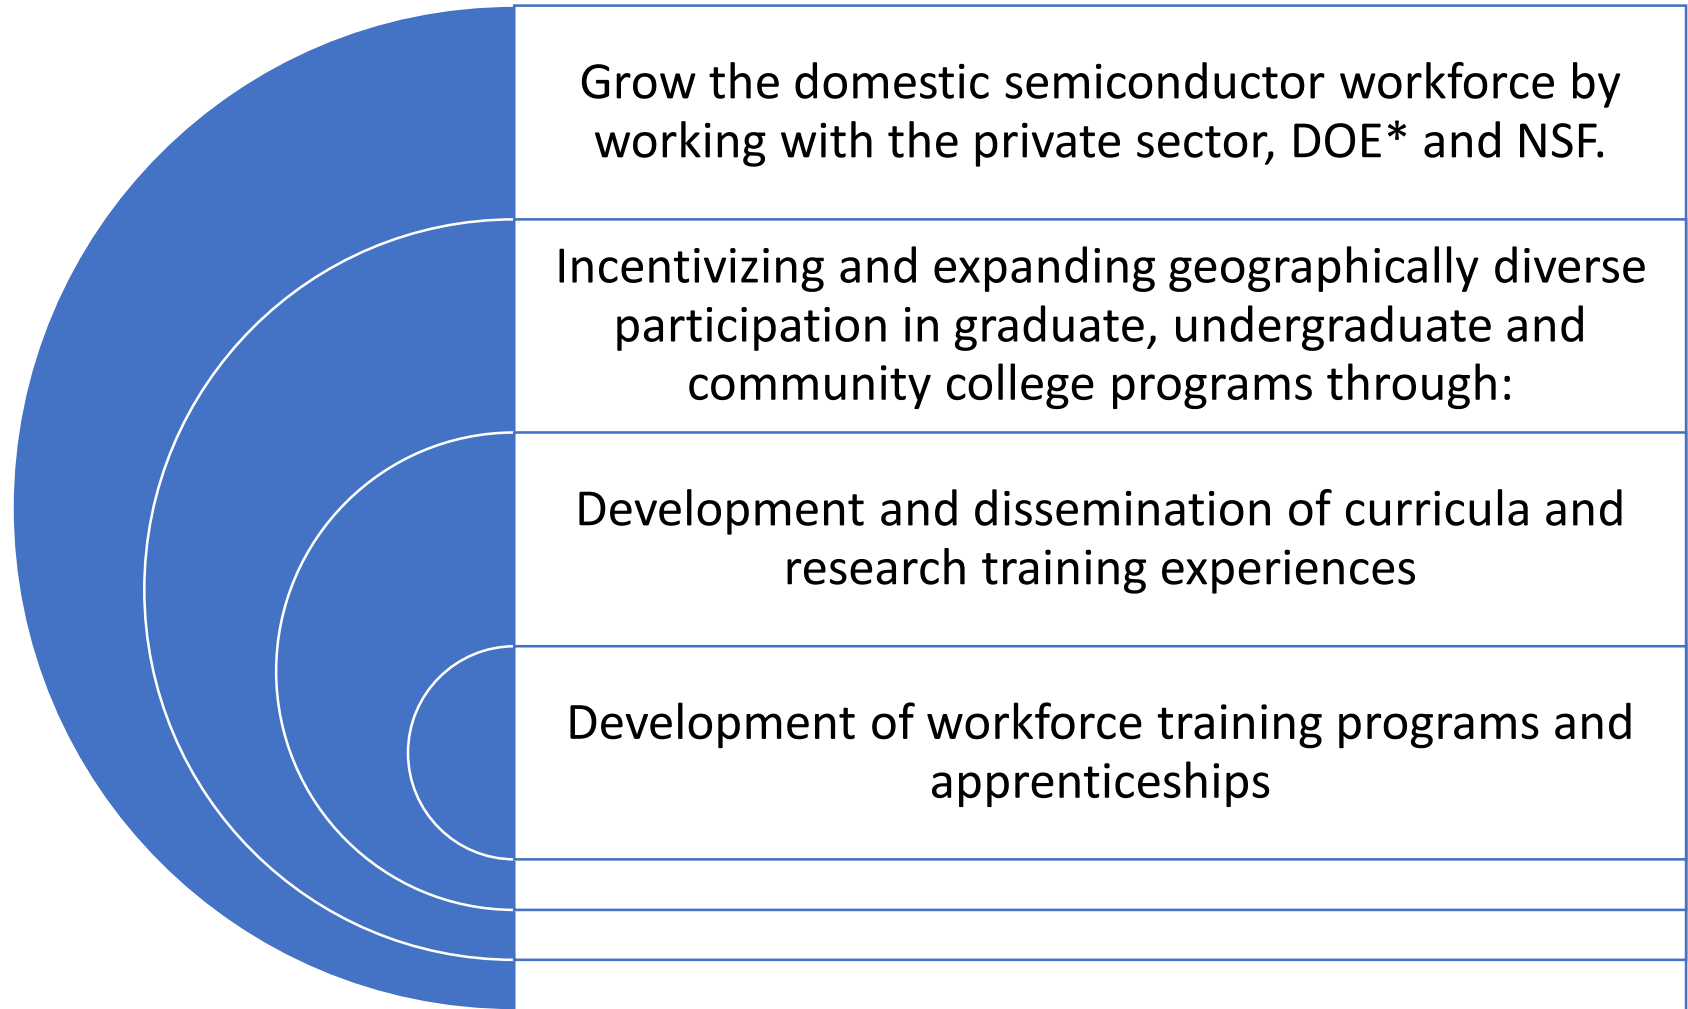 Grow the domestic semiconductor workforce by
working with the private sector, DOE* and NSF.
Incentivizing and expanding geographically diverse
participation in graduate, undergraduate and
community college programs through:
Development and dissemination of curricula and
research training experiences
Development of workforce training programs and
apprenticeships